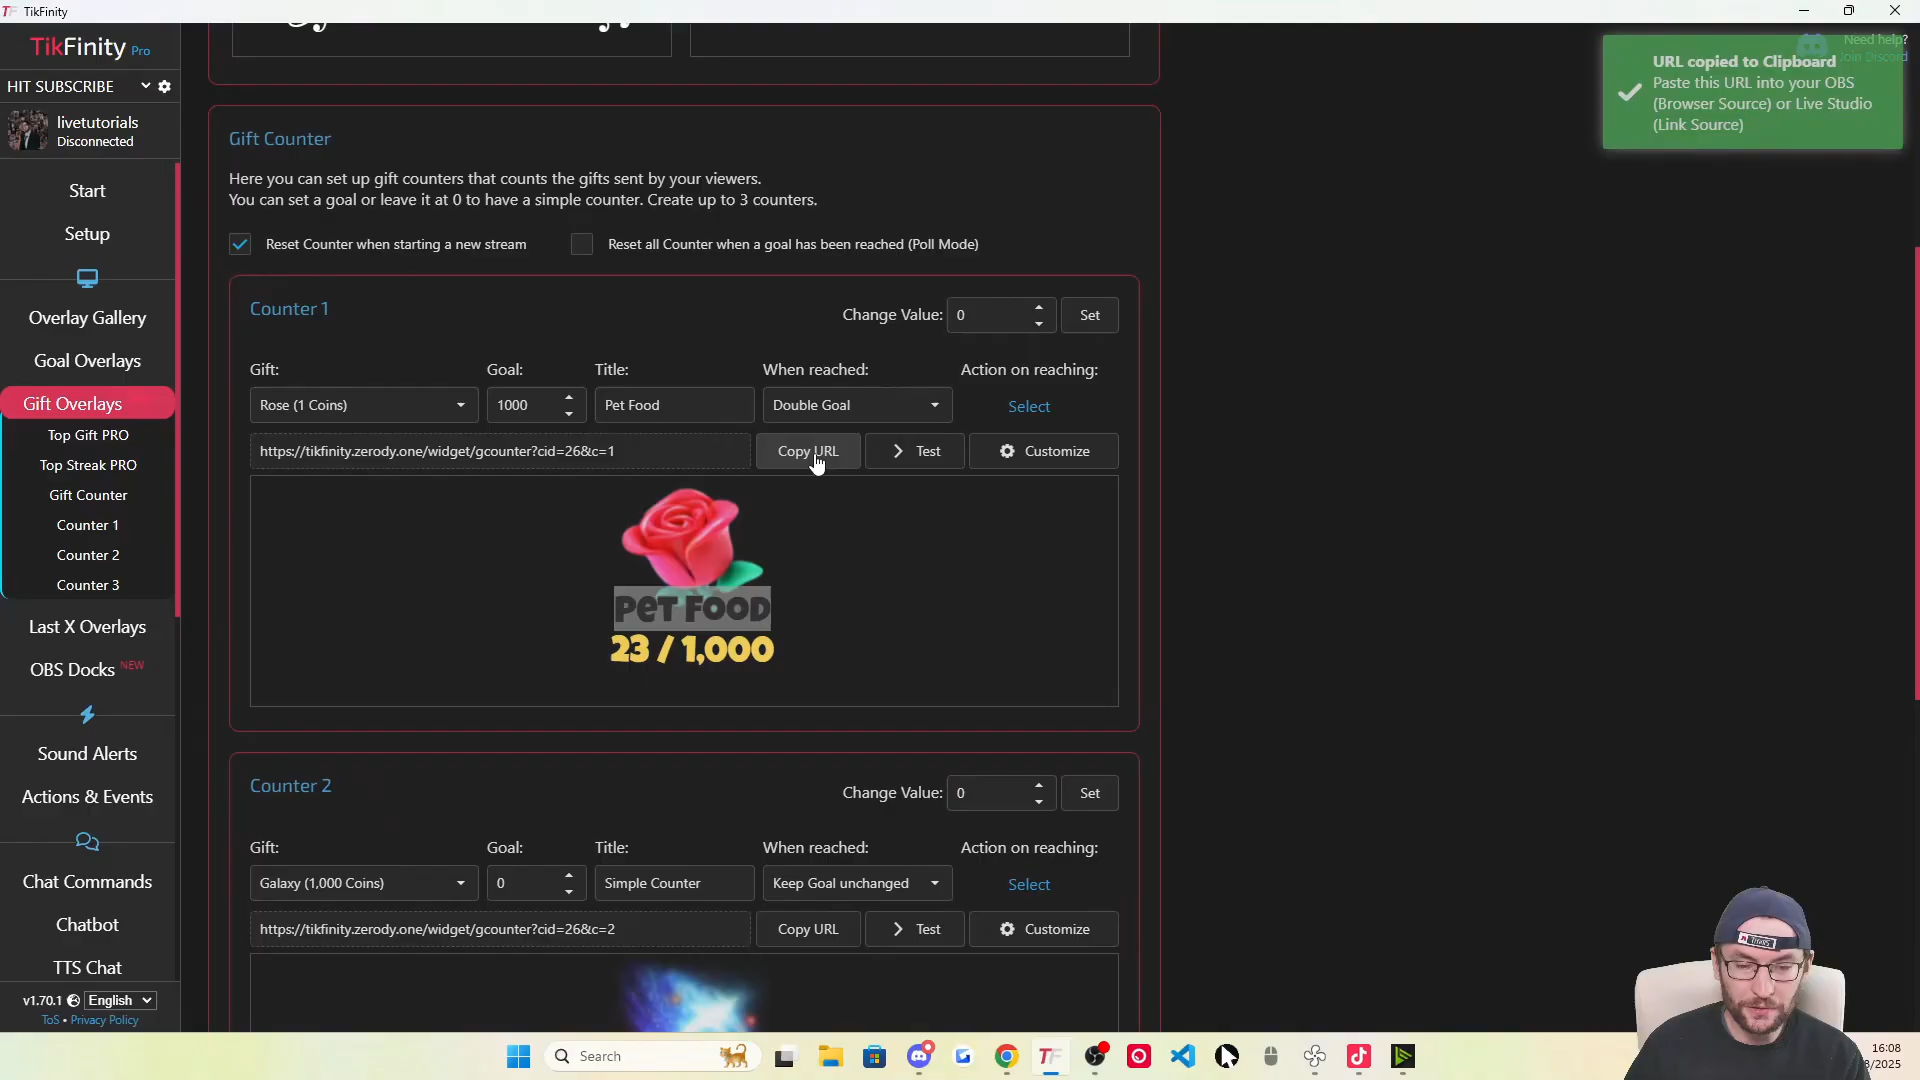 TikFinity
TikFinity Pro
HIT SUBSCRIBE
livetutorials
Disconnected
Start
Setup
Overlay Gallery
Goal Overlays
Gift Overlays
Top Gift PRO
Top Streak PRO
Gift Counter
Counter 1
Counter 2
Counter 3
Last X Overlays
OBS Docks NEW
Sound Alerts
Actions & Events
Chat Commands
Chatbot
TTS Chat
v1.70.1 English
ToS • Privacy Policy
Need help?
Join Discord
URL copied to Clipboard
Paste this URL into your OBS
(Browser Source) or Live Studio
(Link Source)
Gift Counter
Here you can set up gift counters that counts the gifts sent by your viewers.
You can set a goal or leave it at 0 to have a simple counter. Create up to 3 counters.
Reset Counter when starting a new stream Reset all Counter when a goal has been reached (Poll Mode)
Counter 1
Change Value: 0 Set
Gift: Goal: Title: When reached: Action on reaching:
Rose (1 Coins) 1000 Pet Food Double Goal Select
https://tikfinity.zerody.one/widget/gcounter?cid=26&c=1 Copy URL Test Customize
Pet Food
23 / 1,000
Counter 2
Change Value: 0 Set
Gift: Goal: Title: When reached: Action on reaching:
Galaxy (1,000 Coins) 0 Simple Counter Keep Goal unchanged Select
https://tikfinity.zerody.one/widget/gcounter?cid=26&c=2 Copy URL Test Customize
Search
16:08
/2025